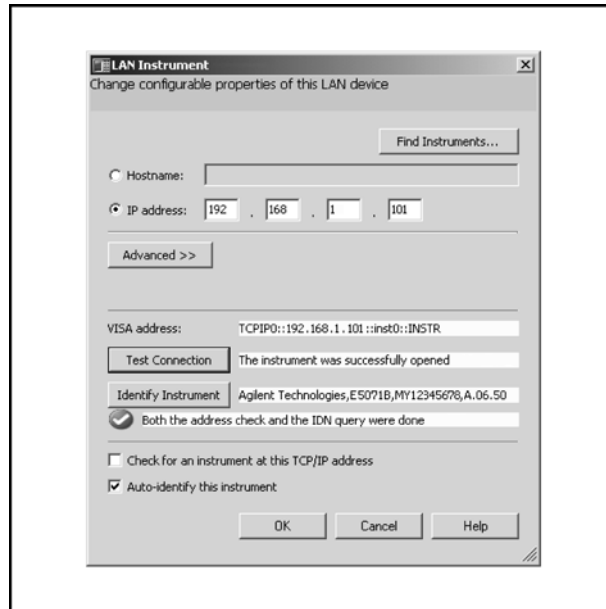 LAN Instrument
Change configurable properties of this LAN device
Find Instruments...
Hostname:
IP address: 192 . 168 . 1 . 101
Advanced >>
VISA address: TCPIP0::192.168.1.101::inst0::INSTR
Test Connection The instrument was successfully opened
Identify Instrument Agilent Technologies,E5071B,MY12345678,A.06.50
Both the address check and the IDN query were done
Check for an instrument at this TCP/IP address
Auto-identify this instrument
OK Cancel Help